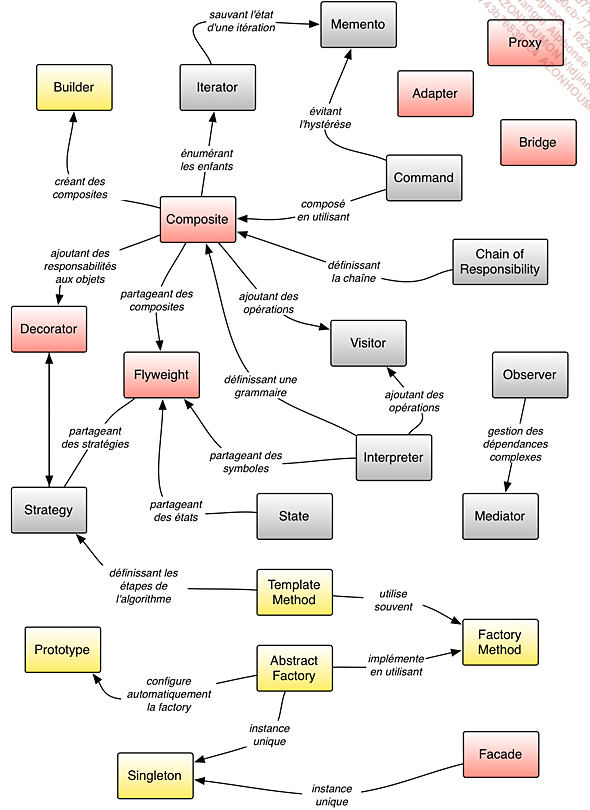 sauvant l'état
d'une itération
Memento
Proxy
Builder
Iterator
Adapter
évitant
l'hystérèse
Bridge
énumérant
les enfants
Command
créant des
composites
composé
en utilisant
Composite
ajoutant des
responsabilités
aux objets
définissant
la chaîne
Chain of
Responsibility
partageant des
composites
ajoutant des
opérations
Decorator
Visitor
Flyweight
définissant une
grammaire
ajoutant des
opérations
Observer
partageant
des stratégies
partageant des
symboles
Interpreter
gestion des
dépendances
complexes
Strategy
partageant
des états
State
Mediator
définissant les
étapes de
l'algorithme
Template
Method
utilise
souvent
Prototype
Abstract
Factory
implémente
en utilisant
Factory
Method
configure
automatiquement
la factory
instance
unique
Singleton
Facade
instance
unique